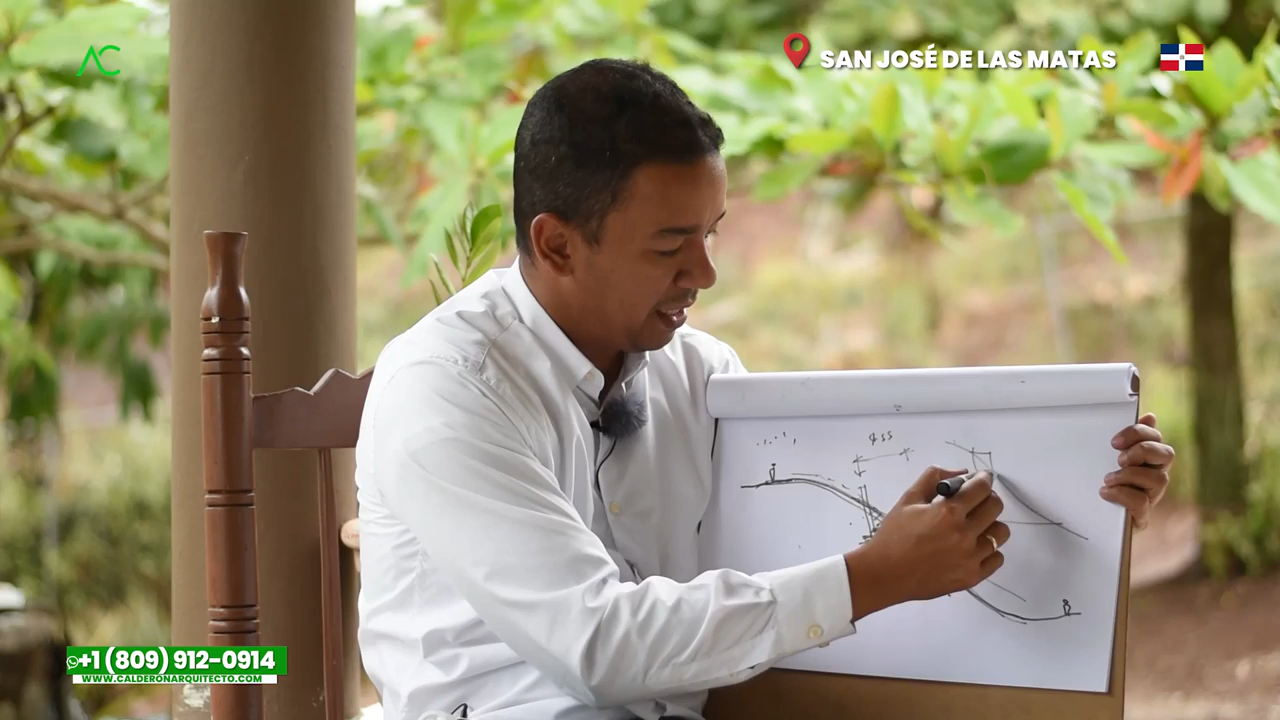 AC
SAN JOSÉ DE LAS MATAS
+1 (809) 912-0914
WWW.CALDERONARQUITECTO.COM